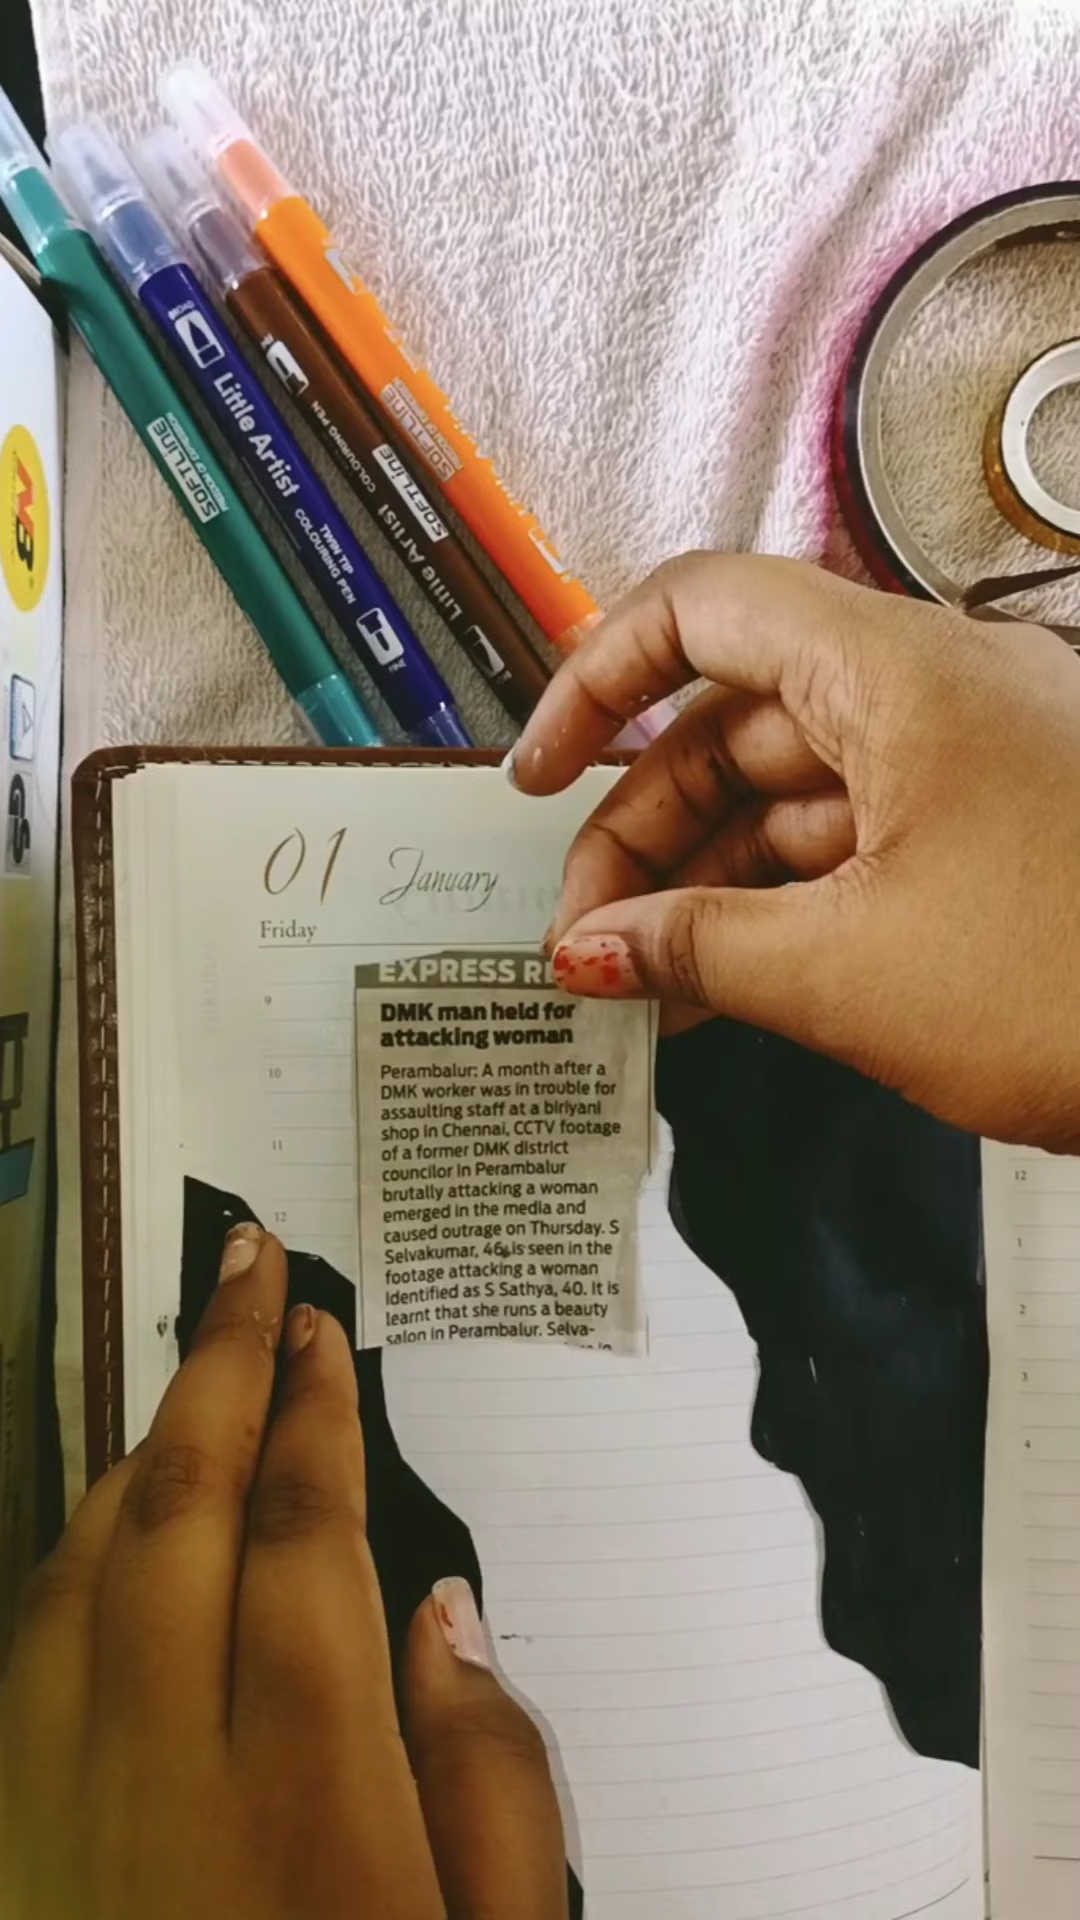 SOFTLINE
BROAD
Little Artist
TWIN TIP
COLOURING PEN
FINE
COLOURING PEN
SOFTLINE
Little Artist
SOFTLINE
01 January
Friday
9
10
11
12
EXPRESS RE
DMK man held for
attacking woman
Perambalur: A month after a
DMK worker was in trouble for
assaulting staff at a biriyani
shop in Chennai, CCTV footage
of a former DMK district
councilor in Perambalur
brutally attacking a woman
emerged in the media and
caused outrage on Thursday. S
Selvakumar, 46, is seen in the
footage attacking a woman
identified as S Sathya, 40. It is
learnt that she runs a beauty
salon in Perambalur. Selva-
12
1
2
3
4